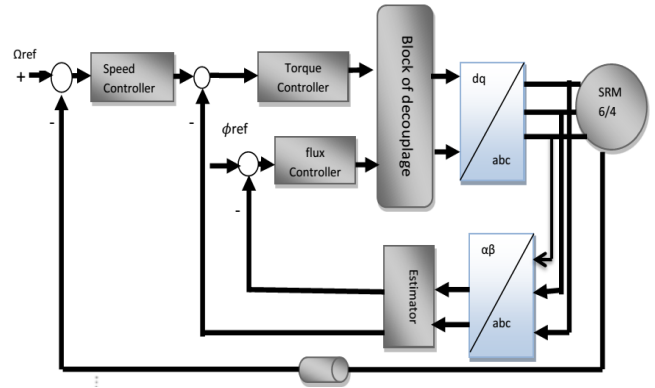 Ωref
+
-
Speed
Controller
-
Torque
Controller
ϕref
-
flux
Controller
Block of decouplage
dq
abc
SRM
6/4
Estimator
αβ
abc